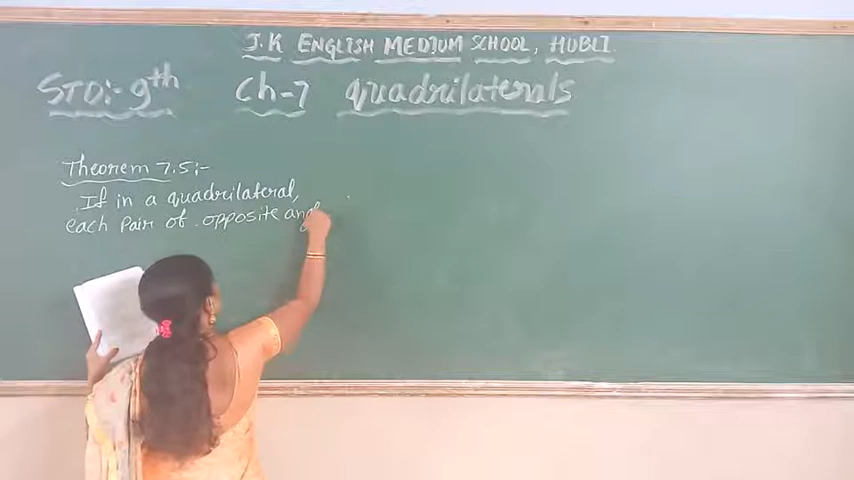 J.K ENGLISH MEDIUM SCHOOL, HUBLI.
STD:- 9th Ch-7 quadrilaterals
Theorem 7.5:-
If in a quadrilateral,
each Pair of opposite ang